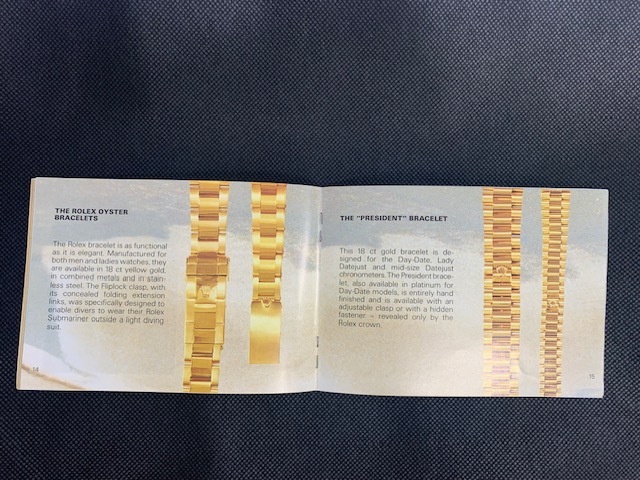 THE ROLEX OYSTER
BRACELETS
The Rolex bracelet is as functional
as it is elegant. Manufactured for
both men and ladies watches, they
are available in 18 ct yellow gold,
in combined metals and in stain-
less steel. The Fliplock clasp, with
its concealed folding extension
links, was specifically designed to
enable divers to wear their Rolex
Submariner outside a light diving
suit.
14
THE "PRESIDENT" BRACELET
This 18 ct gold bracelet is de-
signed for the Day-Date, Lady
Datejust and mid-size Datejust
chronometers. The President brace-
let, also available in platinum for
Day-Date models, is entirely hand
finished and is available with an
adjustable clasp or with a hidden
fastener – revealed only by the
Rolex crown.
15